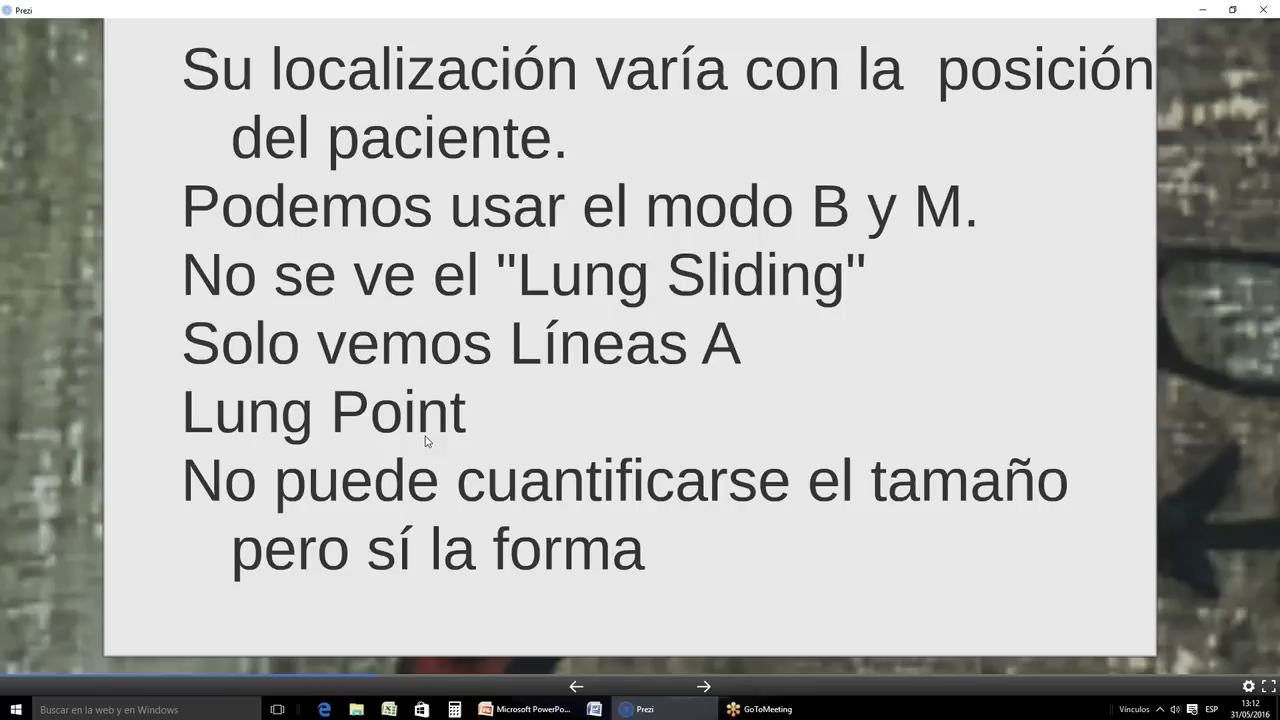 Prezi
Su localización varía con la posición
del paciente.
Podemos usar el modo B y M.
No se ve el "Lung Sliding"
Solo vemos Líneas A
Lung Point
No puede cuantificarse el tamaño
pero sí la forma
Buscar en la web y en Windows
Microsoft PowerPo...
Prezi
GoToMeeting
Vínculos
ESP
13:12
31/05/2016